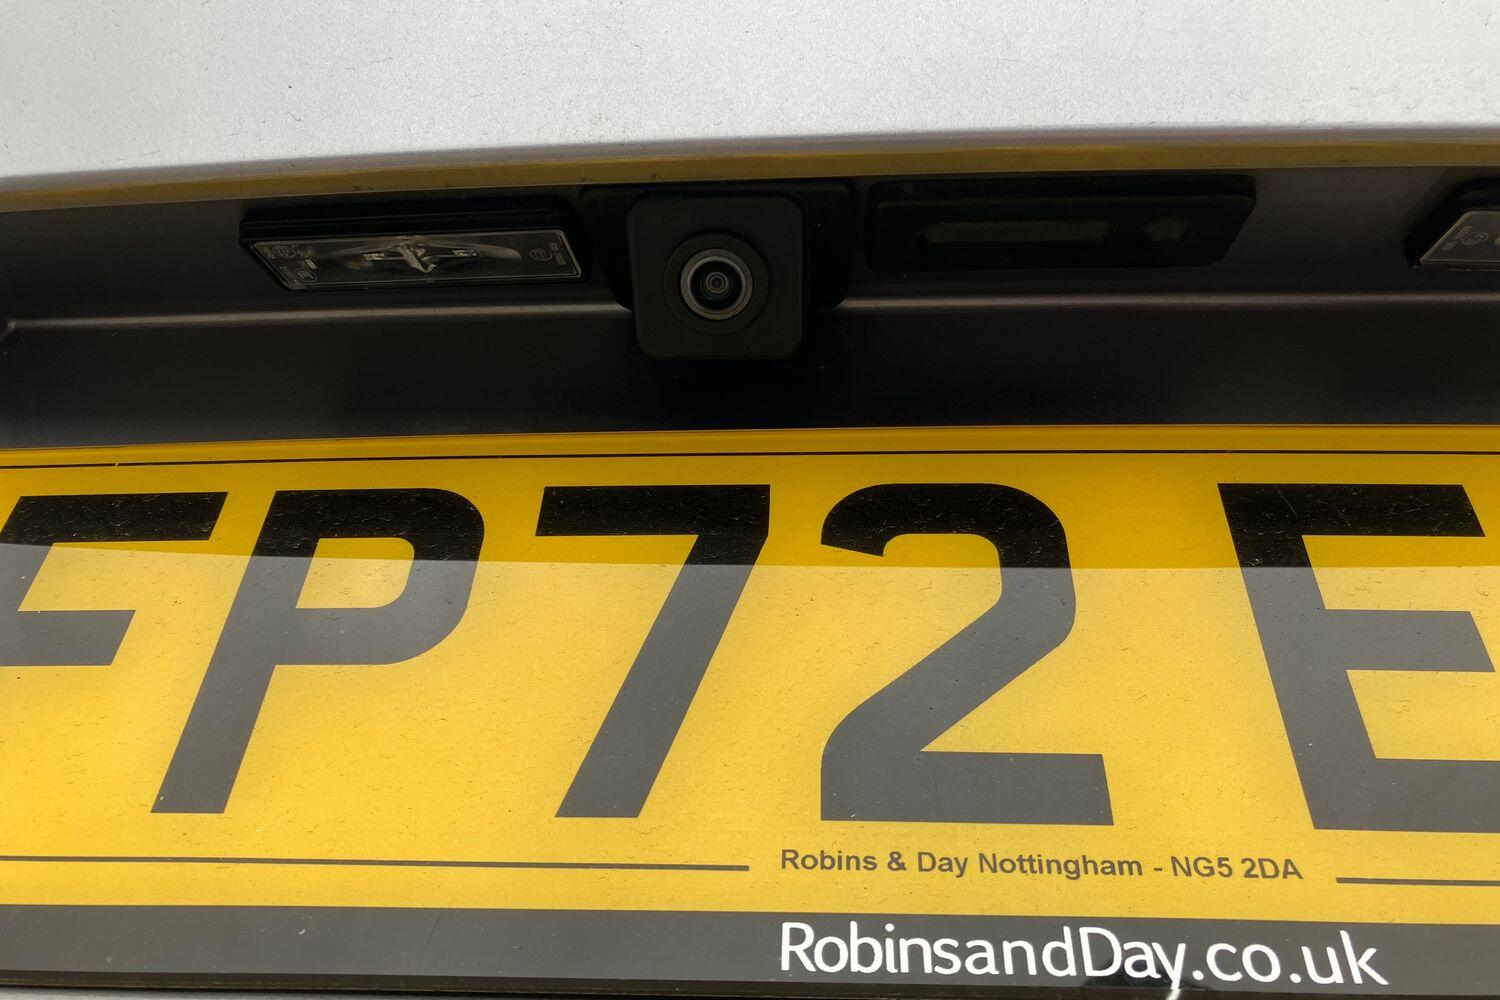 FP72 E
Robins & Day Nottingham - NG5 2DA
RobinsandDay.co.uk